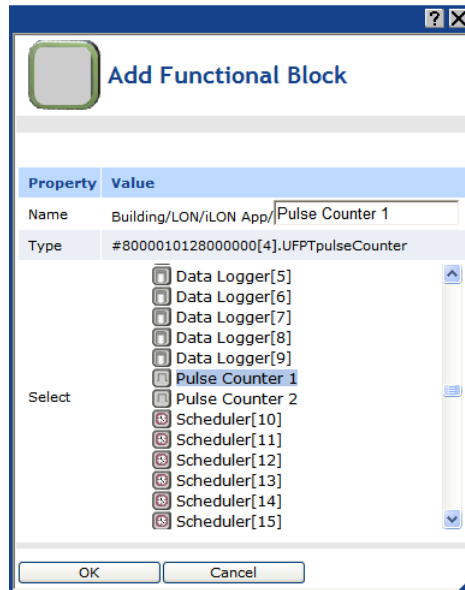 ? X
Add Functional Block
Property Value
Name Building/LON/iLON App/Pulse Counter 1
Type #8000010128000000[4].UFPTpulseCounter
Data Logger[5]
Data Logger[6]
Data Logger[7]
Data Logger[8]
Data Logger[9]
Pulse Counter 1
Select Pulse Counter 2
Scheduler[10]
Scheduler[11]
Scheduler[12]
Scheduler[13]
Scheduler[14]
Scheduler[15]
OK Cancel